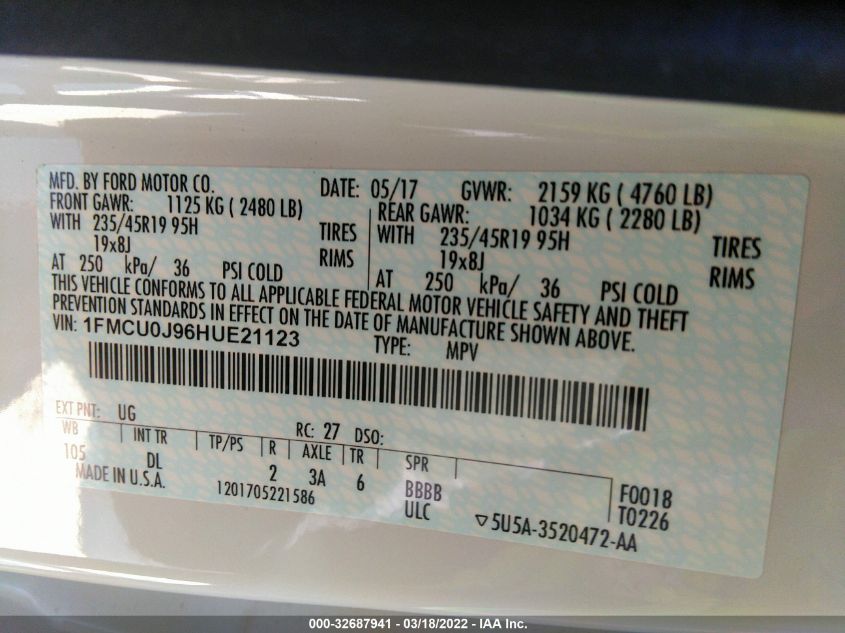 MFD. BY FORD MOTOR CO. DATE: 05/17 GVWR: 2159 KG ( 4760 LB)
FRONT GAWR: 1125 KG ( 2480 LB) REAR GAWR: 1034 KG ( 2280 LB)
WITH 235/45R19 95H TIRES WITH 235/45R19 95H TIRES
19x8J RIMS 19x8J RIMS
AT 250 kPa/ 36 PSI COLD AT 250 kPa/ 36 PSI COLD
THIS VEHICLE CONFORMS TO ALL APPLICABLE FEDERAL MOTOR VEHICLE SAFETY AND THEFT
PREVENTION STANDARDS IN EFFECT ON THE DATE OF MANUFACTURE SHOWN ABOVE.
VIN: 1FMCU0J96HUE21123 TYPE: MPV
EXT PNT: UG RC: 27 DSO:
WB INT TR TP/PS R AXLE TR SPR
105 DL 2 3A 6 BBBB F0018
MADE IN U.S.A. 1201705221586 ULC T0226
▽5U5A-3520472-AA
000-32687941 - 03/18/2022 - IAA Inc.